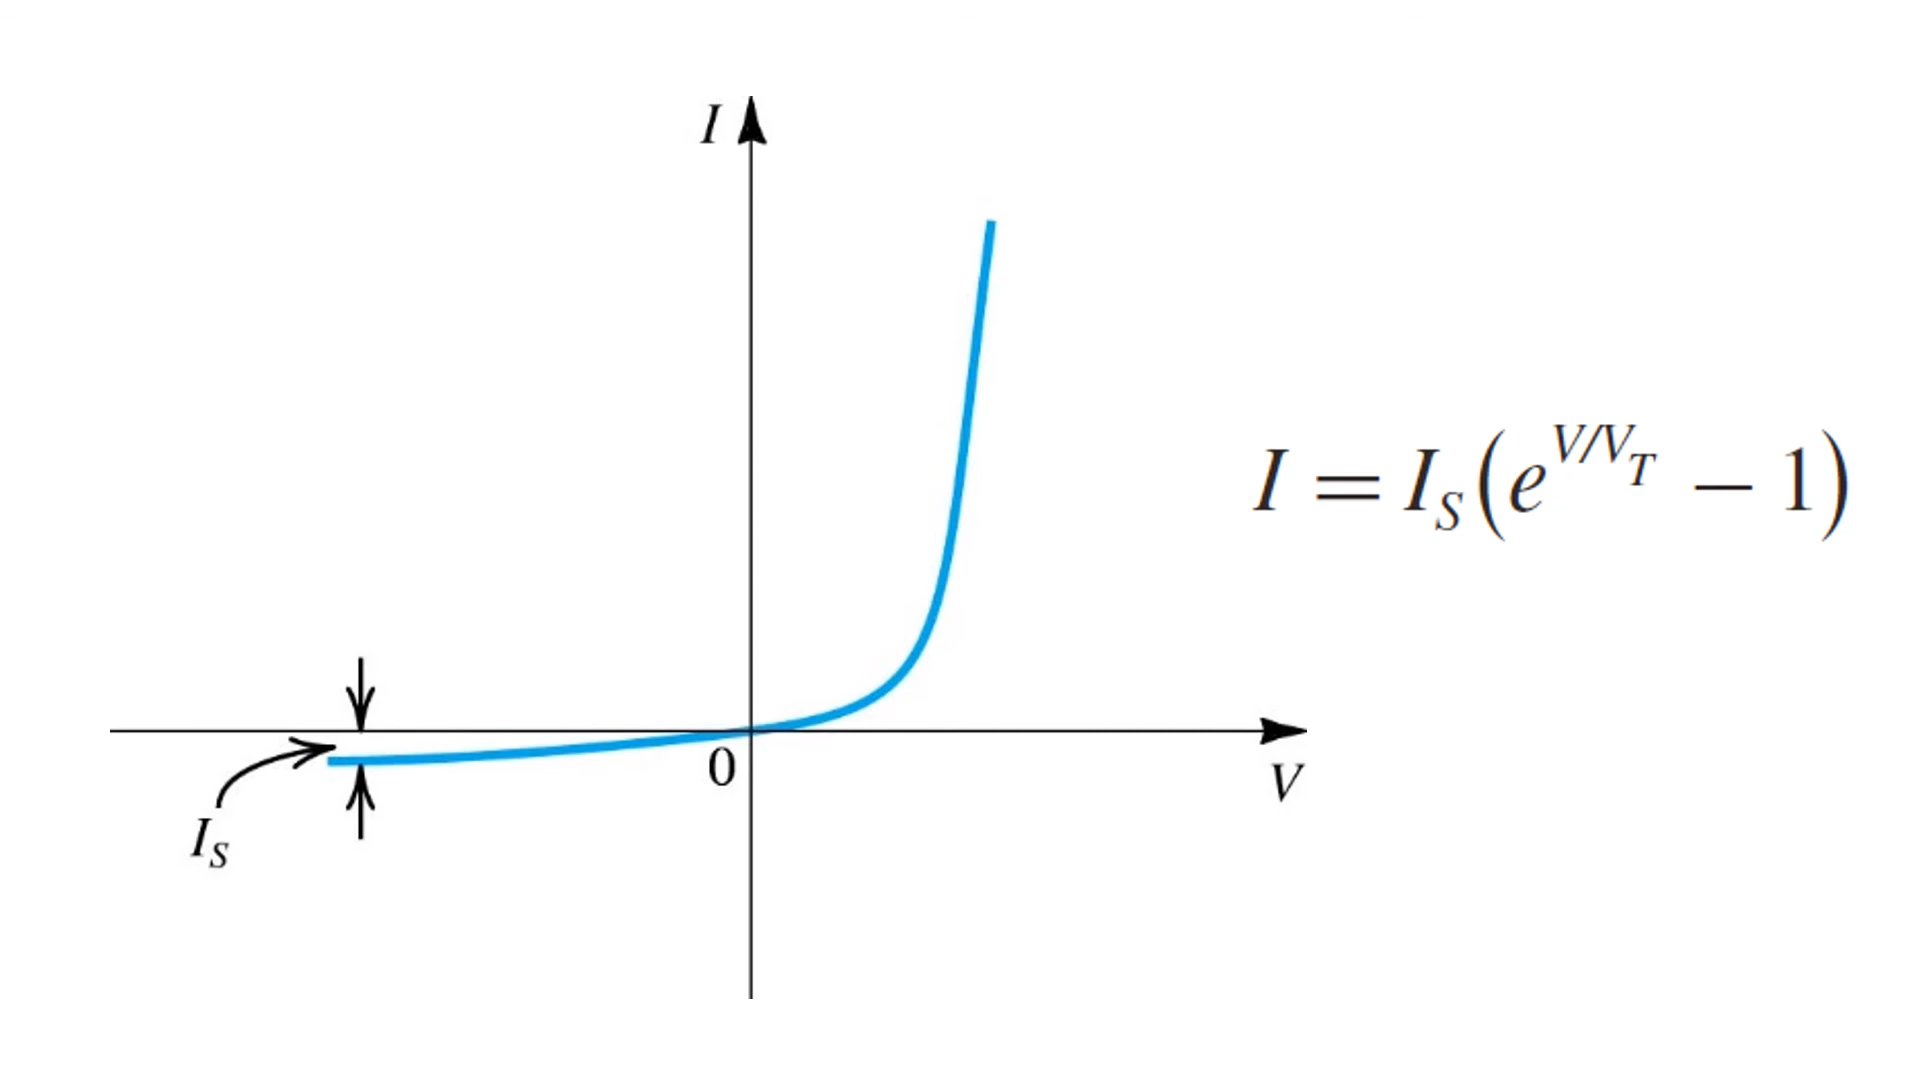 I
I = I_S(e^{V/V_T} − 1)
0
V
I_S